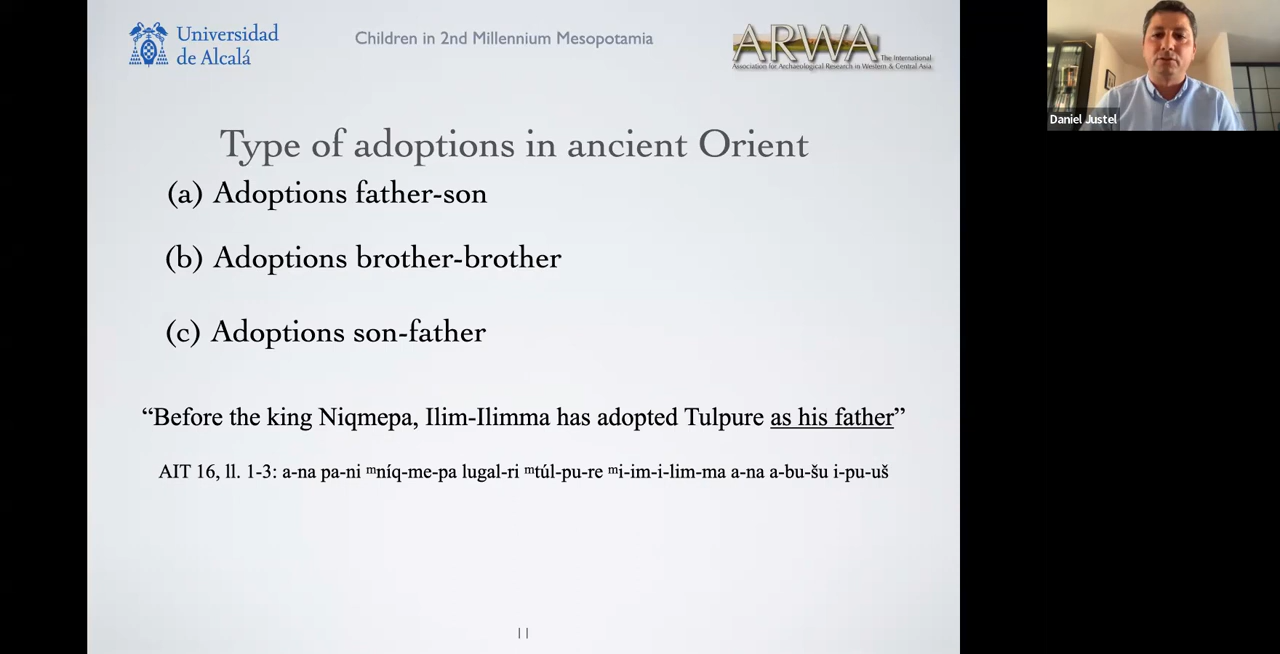 Universidad
de Alcalá
Children in 2nd Millennium Mesopotamia
ARWA
The International
Association for Archaeological Research in Western & Central Asia
Daniel Justel
Type of adoptions in ancient Orient
(a) Adoptions father-son
(b) Adoptions brother-brother
(c) Adoptions son-father
“Before the king Niqmepa, Ilim-Ilimma has adopted Tulpure as his father”
AIT 16, ll. 1-3: a-na pa-ni ᵐníq-me-pa lugal-ri ᵐtúl-pu-re ᵐi-im-i-lim-ma a-na a-bu-šu i-pu-uš
11